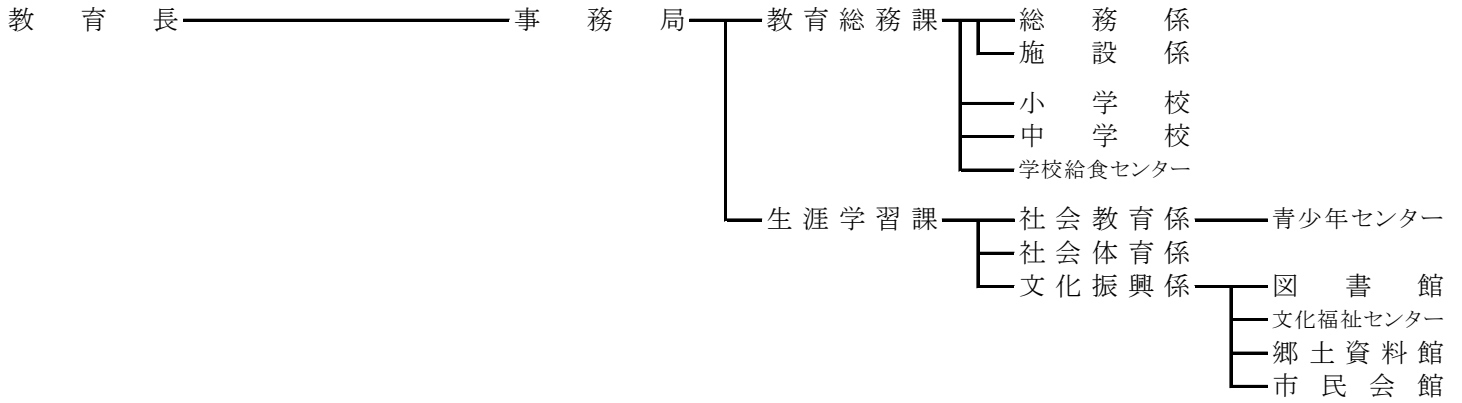 教育長 事務局 教育総務課 総務係
施設係
小学校
中学校
学校給食センター
生涯学習課 社会教育係 青少年センター
社会体育係
文化振興係 図書館
文化福祉センター
郷土資料館
市民会館